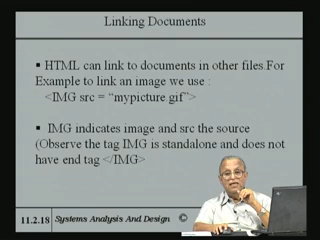 Linking Documents
▪ HTML can link to documents in other files.For
Example to link an image we use :
<IMG src = “mypicture.gif”>
▪ IMG indicates image and src the source
(Observe the tag IMG is standalone and does not
have end tag </IMG>
11.2.18 Systems Analysis And Design ©